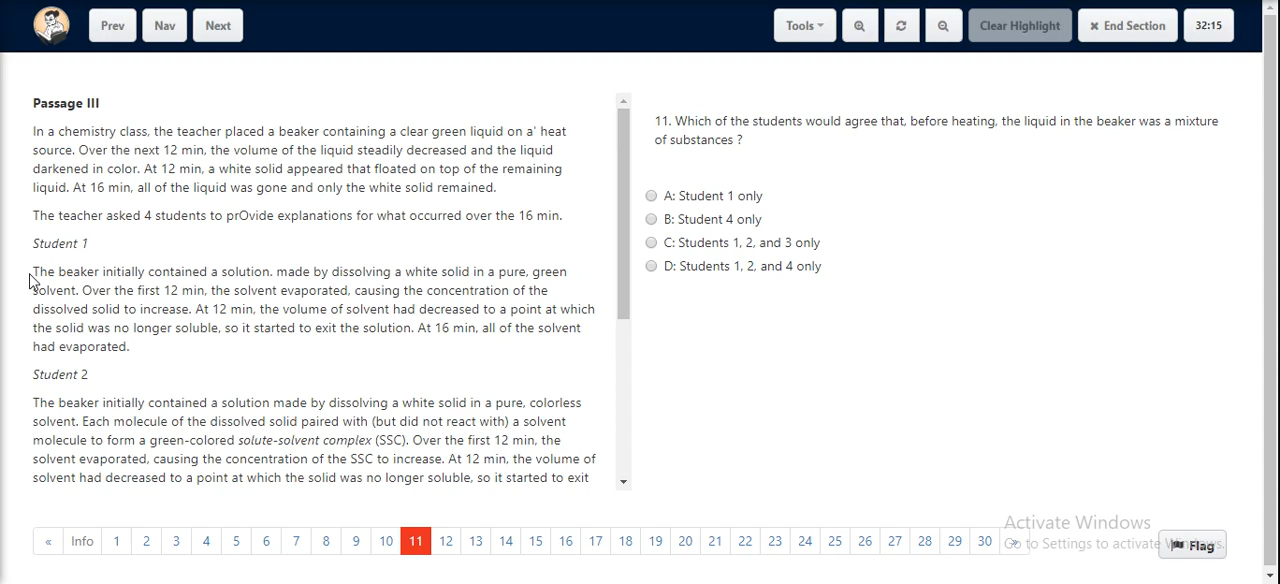 Prev
Nav
Next
Tools
Clear Highlight
✖ End Section
32:15
Passage III
In a chemistry class, the teacher placed a beaker containing a clear green liquid on a' heat
source. Over the next 12 min, the volume of the liquid steadily decreased and the liquid
darkened in color. At 12 min, a white solid appeared that floated on top of the remaining
liquid. At 16 min, all of the liquid was gone and only the white solid remained.
The teacher asked 4 students to prOvide explanations for what occurred over the 16 min.
Student 1
The beaker initially contained a solution. made by dissolving a white solid in a pure, green
solvent. Over the first 12 min, the solvent evaporated, causing the concentration of the
dissolved solid to increase. At 12 min, the volume of solvent had decreased to a point at which
the solid was no longer soluble, so it started to exit the solution. At 16 min, all of the solvent
had evaporated.
Student 2
The beaker initially contained a solution made by dissolving a white solid in a pure, colorless
solvent. Each molecule of the dissolved solid paired with (but did not react with) a solvent
molecule to form a green-colored solute-solvent complex (SSC). Over the first 12 min, the
solvent evaporated, causing the concentration of the SSC to increase. At 12 min, the volume of
solvent had decreased to a point at which the solid was no longer soluble, so it started to exit
11. Which of the students would agree that, before heating, the liquid in the beaker was a mixture
of substances ?
A: Student 1 only
B: Student 4 only
C: Students 1, 2, and 3 only
D: Students 1, 2, and 4 only
« Info 1 2 3 4 5 6 7 8 9 10 11 12 13 14 15 16 17 18 19 20 21 22 23 24 25 26 27 28 29 30 »
Flag
Activate Windows
Go to Settings to activate Windows.